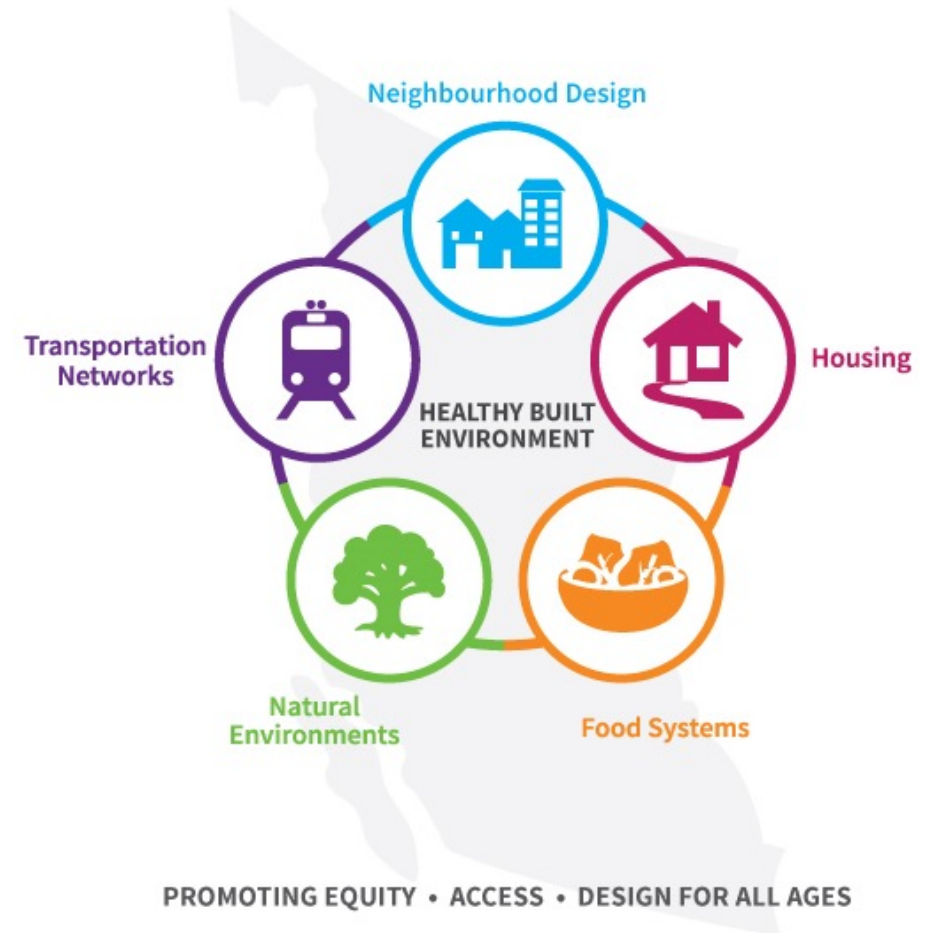 Neighbourhood Design
Transportation
Networks
Housing
HEALTHY BUILT
ENVIRONMENT
Natural
Environments
Food Systems
PROMOTING EQUITY • ACCESS • DESIGN FOR ALL AGES